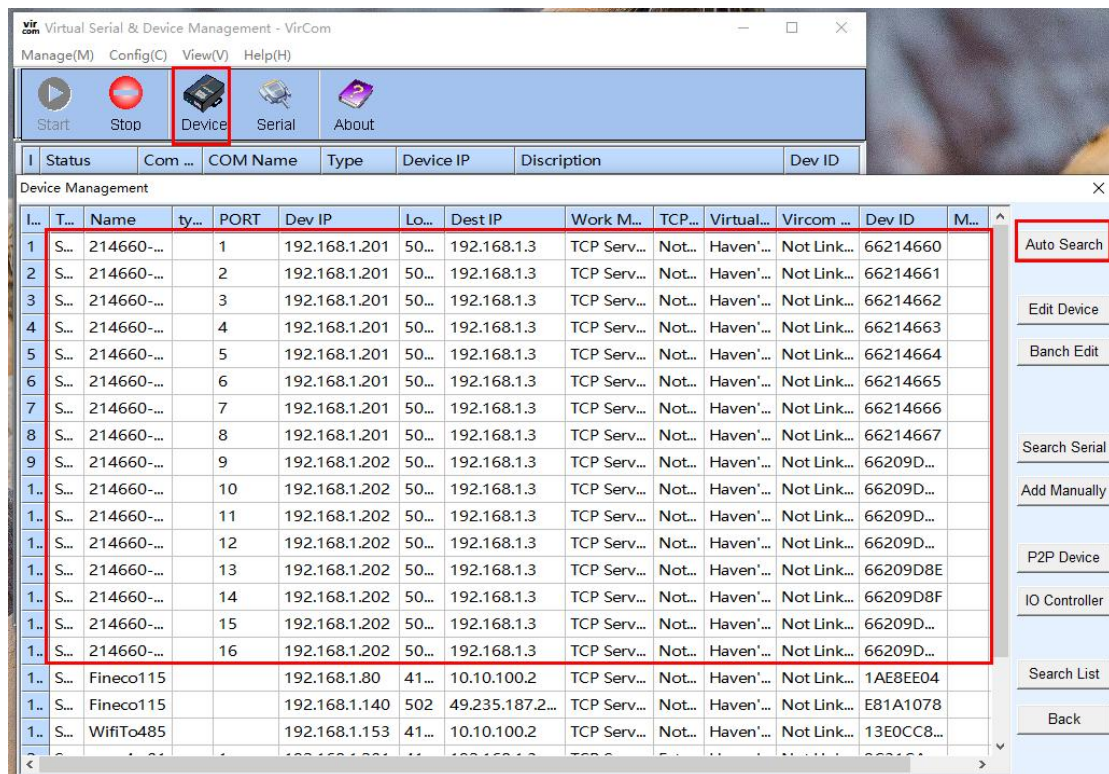 vir com Virtual Serial & Device Management - VirCom
Manage(M) Config(C) View(V) Help(H)
Start Stop Device Serial About
I Status Com ... COM Name Type Device IP Discription Dev ID
Device Management
I... T... Name ty... PORT Dev IP Lo... Dest IP Work M... TCP... Virtual... Vircom ... Dev ID M...
1 S... 214660-... 1 192.168.1.201 50... 192.168.1.3 TCP Serv... Not... Haven'... Not Link... 66214660
2 S... 214660-... 2 192.168.1.201 50... 192.168.1.3 TCP Serv... Not... Haven'... Not Link... 66214661
3 S... 214660-... 3 192.168.1.201 50... 192.168.1.3 TCP Serv... Not... Haven'... Not Link... 66214662
4 S... 214660-... 4 192.168.1.201 50... 192.168.1.3 TCP Serv... Not... Haven'... Not Link... 66214663
5 S... 214660-... 5 192.168.1.201 50... 192.168.1.3 TCP Serv... Not... Haven'... Not Link... 66214664
6 S... 214660-... 6 192.168.1.201 50... 192.168.1.3 TCP Serv... Not... Haven'... Not Link... 66214665
7 S... 214660-... 7 192.168.1.201 50... 192.168.1.3 TCP Serv... Not... Haven'... Not Link... 66214666
8 S... 214660-... 8 192.168.1.201 50... 192.168.1.3 TCP Serv... Not... Haven'... Not Link... 66214667
9 S... 214660-... 9 192.168.1.202 50... 192.168.1.3 TCP Serv... Not... Haven'... Not Link... 66209D...
1.. S... 214660-... 10 192.168.1.202 50... 192.168.1.3 TCP Serv... Not... Haven'... Not Link... 66209D...
1.. S... 214660-... 11 192.168.1.202 50... 192.168.1.3 TCP Serv... Not... Haven'... Not Link... 66209D...
1.. S... 214660-... 12 192.168.1.202 50... 192.168.1.3 TCP Serv... Not... Haven'... Not Link... 66209D...
1.. S... 214660-... 13 192.168.1.202 50... 192.168.1.3 TCP Serv... Not... Haven'... Not Link... 66209D8E
1.. S... 214660-... 14 192.168.1.202 50... 192.168.1.3 TCP Serv... Not... Haven'... Not Link... 66209D8F
1.. S... 214660-... 15 192.168.1.202 50... 192.168.1.3 TCP Serv... Not... Haven'... Not Link... 66209D...
1.. S... 214660-... 16 192.168.1.202 50... 192.168.1.3 TCP Serv... Not... Haven'... Not Link... 66209D...
1.. S... Fineco115 192.168.1.80 41... 10.10.100.2 TCP Serv... Not... Haven'... Not Link... 1AE8EE04
1.. S... Fineco115 192.168.1.140 502 49.235.187.2... TCP Serv... Not... Haven'... Not Link... E81A1078
1.. S... WifiTo485 192.168.1.153 41... 10.10.100.2 TCP Serv... Not... Haven'... Not Link... 13E0CC8...
Auto Search
Edit Device
Banch Edit
Search Serial
Add Manually
P2P Device
IO Controller
Search List
Back